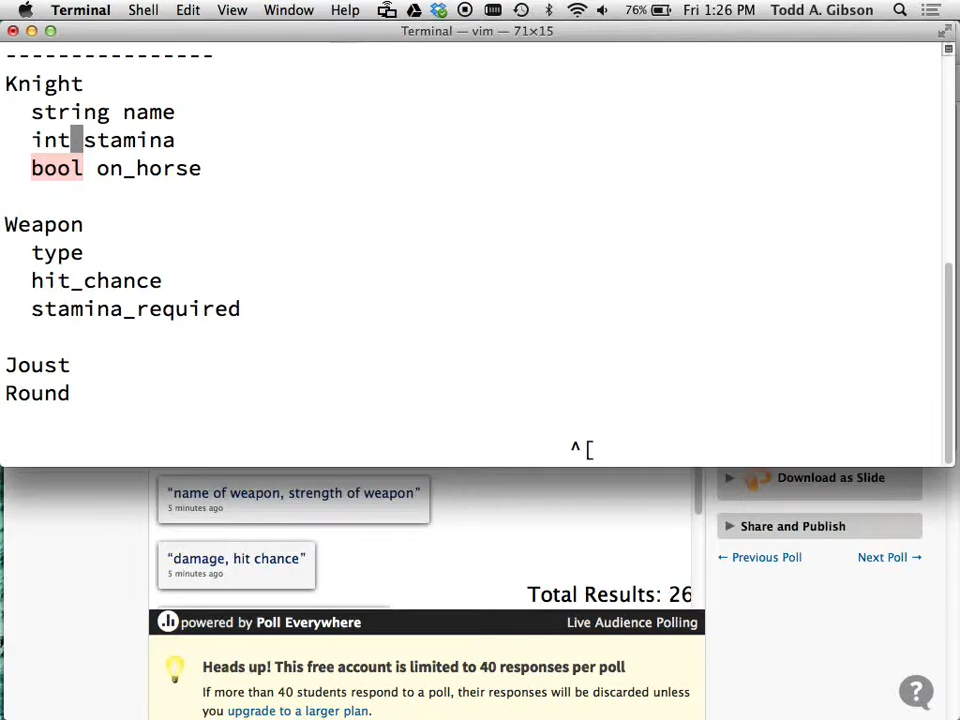 Terminal Shell Edit View Window Help 76% Fri 1:26 PM Todd A. Gibson
Terminal — vim — 71×15
----------------
Knight
string name
int stamina
bool on_horse
Weapon
type
hit_chance
stamina_required
Joust
Round
^[
“name of weapon, strength of weapon”
5 minutes ago
“damage, hit chance”
5 minutes ago
Total Results: 26
powered by Poll Everywhere
Live Audience Polling
Heads up! This free account is limited to 40 responses per poll
If more than 40 students respond to a poll, their responses will be discarded unless
you upgrade to a larger plan.
Download as Slide
Share and Publish
← Previous Poll Next Poll →
?